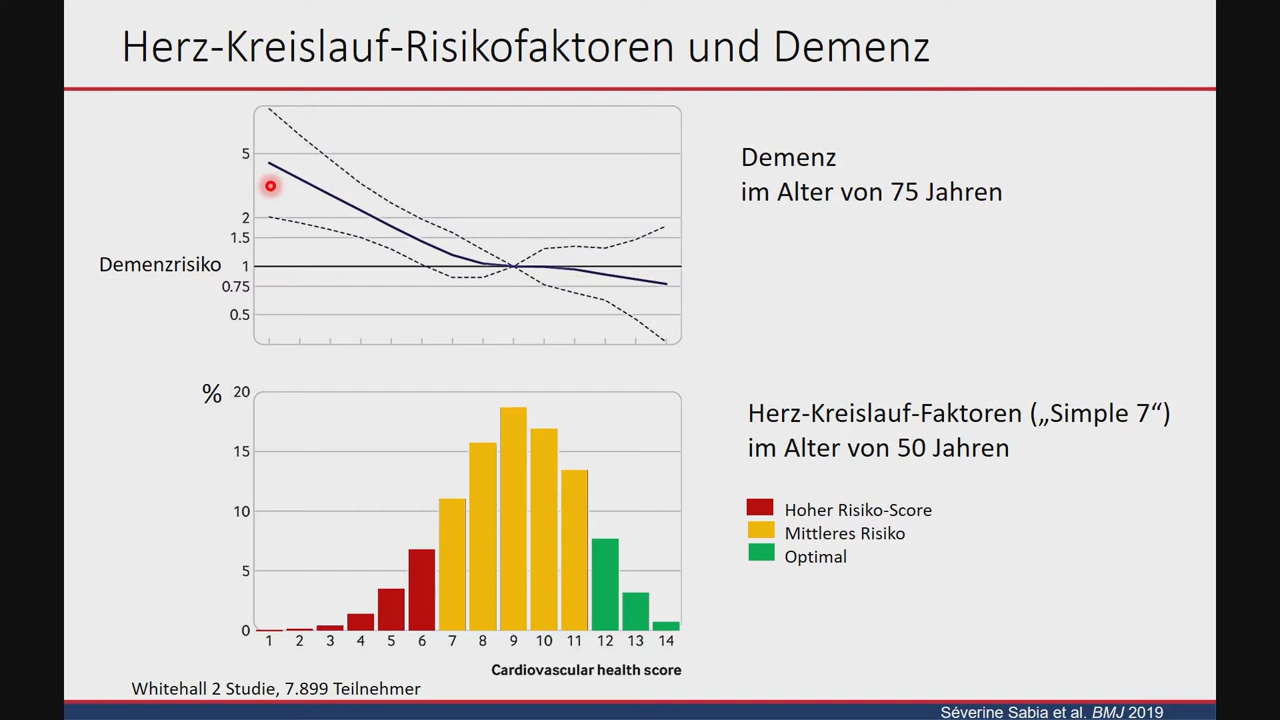 Herz-Kreislauf-Risikofaktoren und Demenz
5
2
1.5
Demenzrisiko 1
0.75
0.5
Demenz
im Alter von 75 Jahren
% 20
15
10
5
0
1 2 3 4 5 6 7 8 9 10 11 12 13 14
Cardiovascular health score
Herz-Kreislauf-Faktoren („Simple 7“)
im Alter von 50 Jahren
Hoher Risiko-Score
Mittleres Risiko
Optimal
Whitehall 2 Studie, 7.899 Teilnehmer
Séverine Sabia et al. BMJ 2019